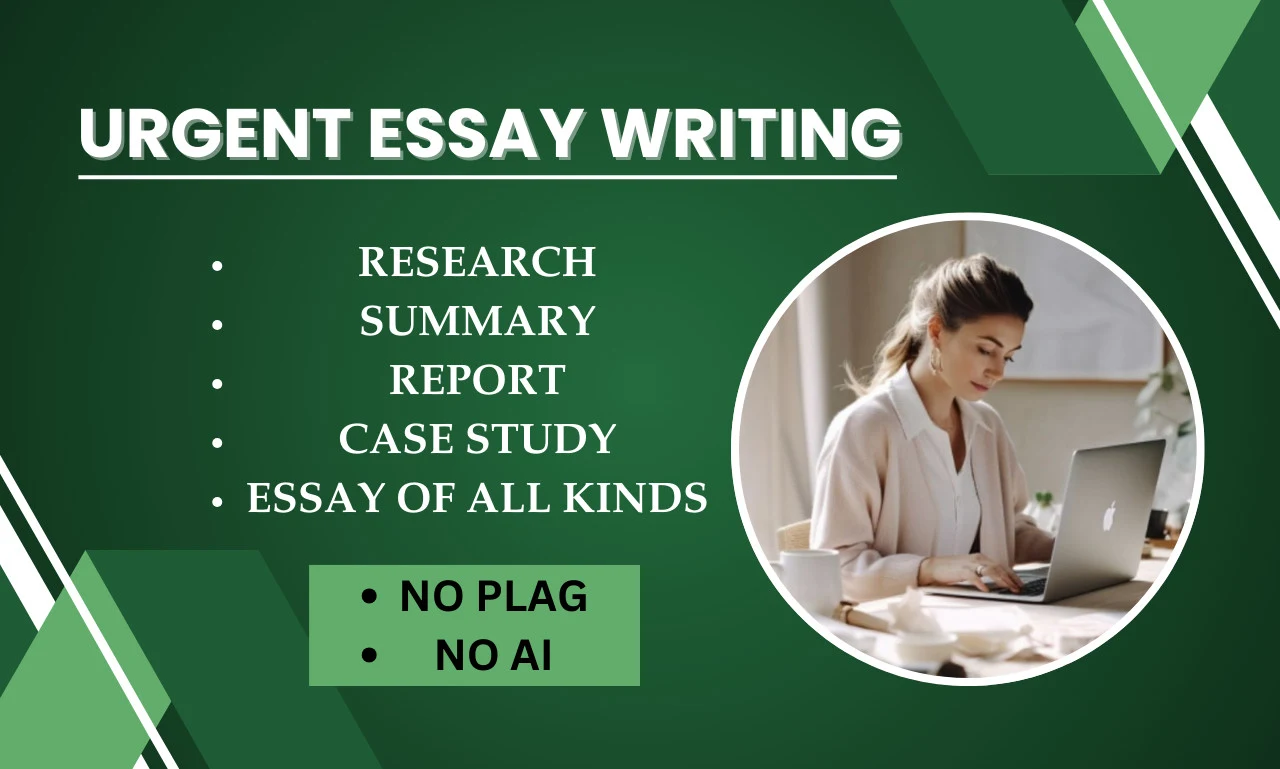 URGENT ESSAY WRITING
• RESEARCH
• SUMMARY
• REPORT
• CASE STUDY
• ESSAY OF ALL KINDS
• NO PLAG
• NO AI